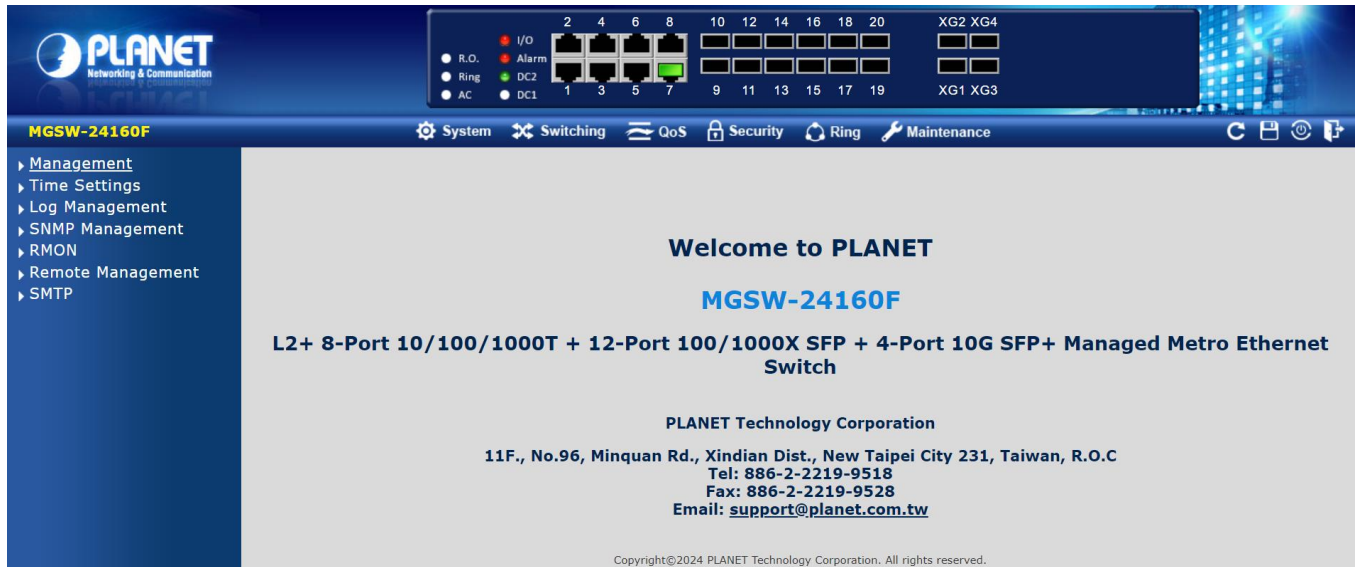 PLANET
Networking & Communication
2 4 6 8 10 12 14 16 18 20 XG2 XG4
I/O
R.O. Alarm
Ring DC2
AC DC1
1 3 5 7 9 11 13 15 17 19 XG1 XG3
MGSW-24160F
System Switching QoS Security Ring Maintenance
Management
Time Settings
Log Management
SNMP Management
RMON
Remote Management
SMTP
Welcome to PLANET
MGSW-24160F
L2+ 8-Port 10/100/1000T + 12-Port 100/1000X SFP + 4-Port 10G SFP+ Managed Metro Ethernet
Switch
PLANET Technology Corporation
11F., No.96, Minquan Rd., Xindian Dist., New Taipei City 231, Taiwan, R.O.C
Tel: 886-2-2219-9518
Fax: 886-2-2219-9528
Email: support@planet.com.tw
Copyright©2024 PLANET Technology Corporation. All rights reserved.